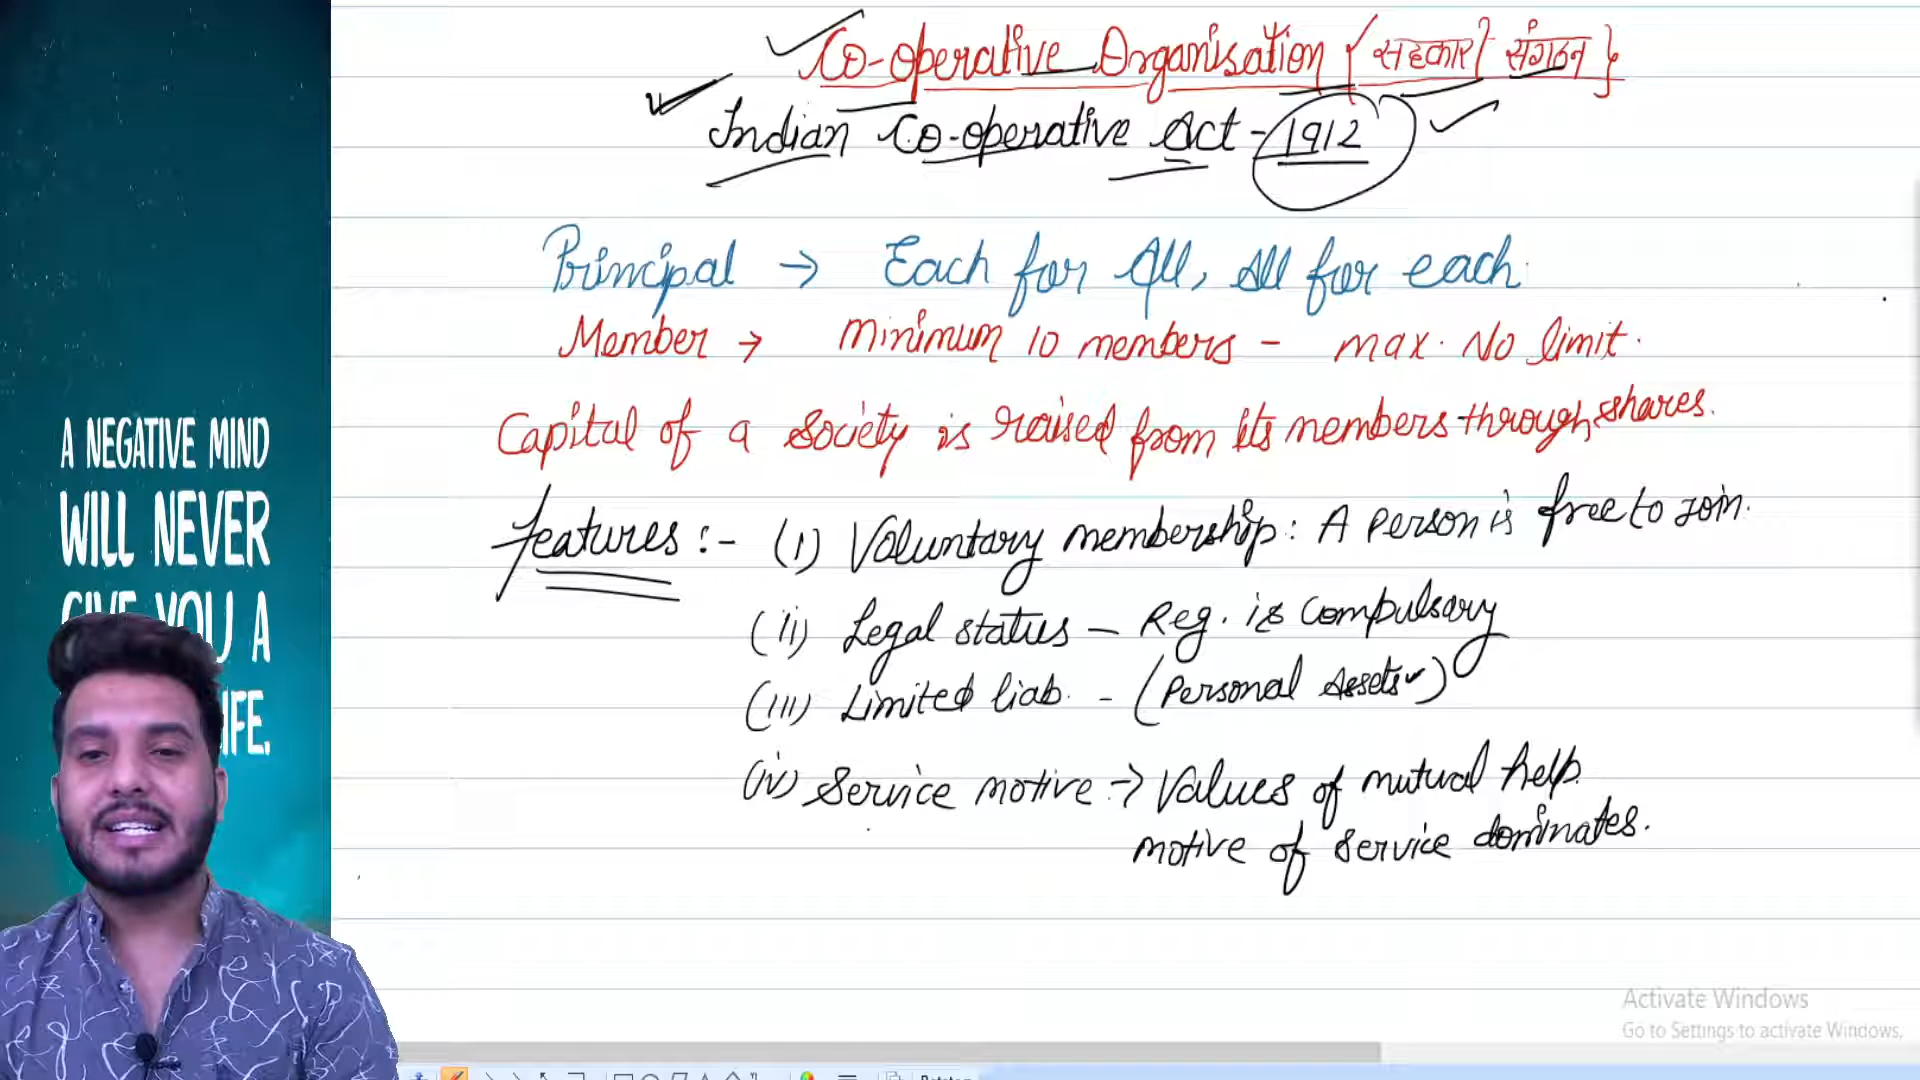 Co-operative Organisation { सहकारी संगठन }
Indian Co-operative Act - 1912
Principal → Each for All, All for each.
Member → Minimum 10 members - max. No limit.
Capital of a society is raised from its members through shares.
Features :- (i) Voluntary membership : A Person is free to join.
(ii) Legal status - Reg. is compulsary
(iii) Limited liab. - (Personal Assets✓)
(iv) Service motive :→ Values of mutual help.
motive of service dominates.
A NEGATIVE MIND
WILL NEVER
GIVE YOU A
IFE.
Activate Windows
Go to Settings to activate Windows.